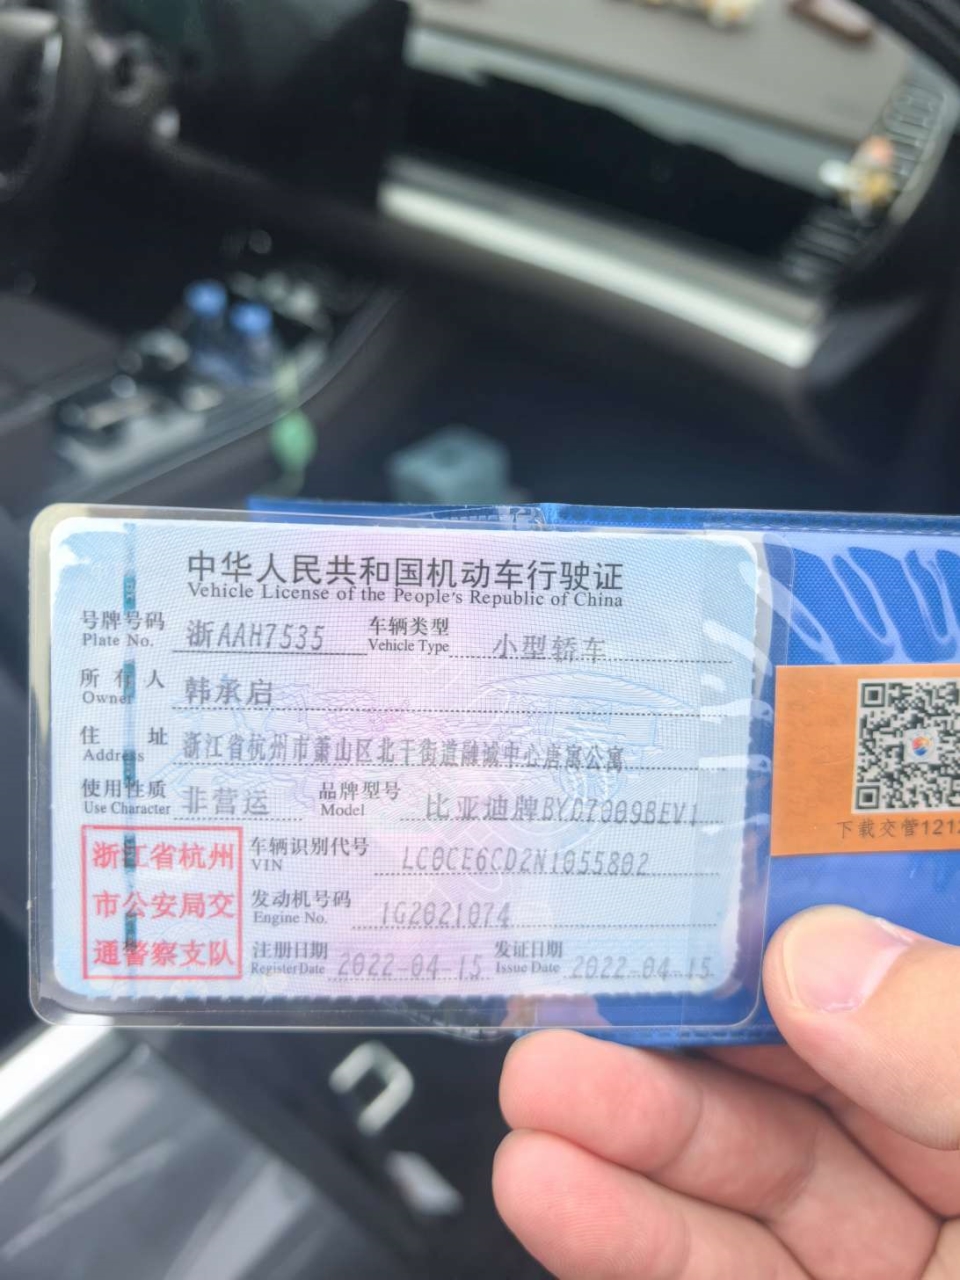 中华人民共和国机动车行驶证
Vehicle License of the People's Republic of China
号牌号码 浙AAH7535 车辆类型 小型轿车
Plate No. Vehicle Type
所有人 韩承启
Owner
住址 浙江省杭州市萧山区北干街道融诚中心唐寓公寓
Address
使用性质 非营运 品牌型号 比亚迪牌BYD7009BEV1
Use Character Model
浙江省杭州
市公安局交
通警察支队
车辆识别代号 LC0CE6CD2N1055802
VIN
发动机号码 1G2021074
Engine No.
注册日期 2022-04-15 发证日期 2022-04-15
Register Date Issue Date
下载交管1212